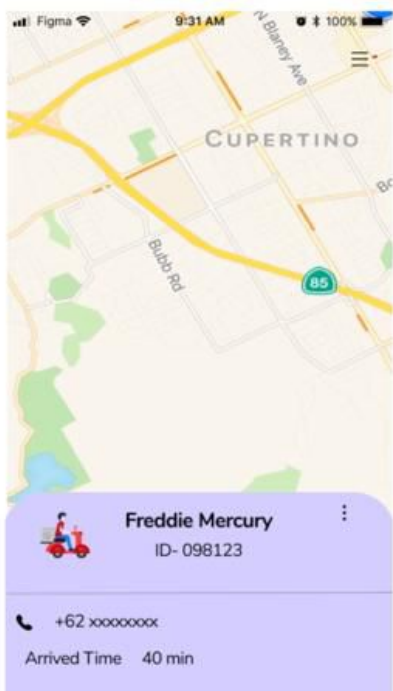 Figma 9:31 AM 100%
N Blaney Ave
CUPERTINO
Bo
Bubb Rd
85
Freddie Mercury
ID- 098123
+62 xxxxxxxx
Arrived Time 40 min